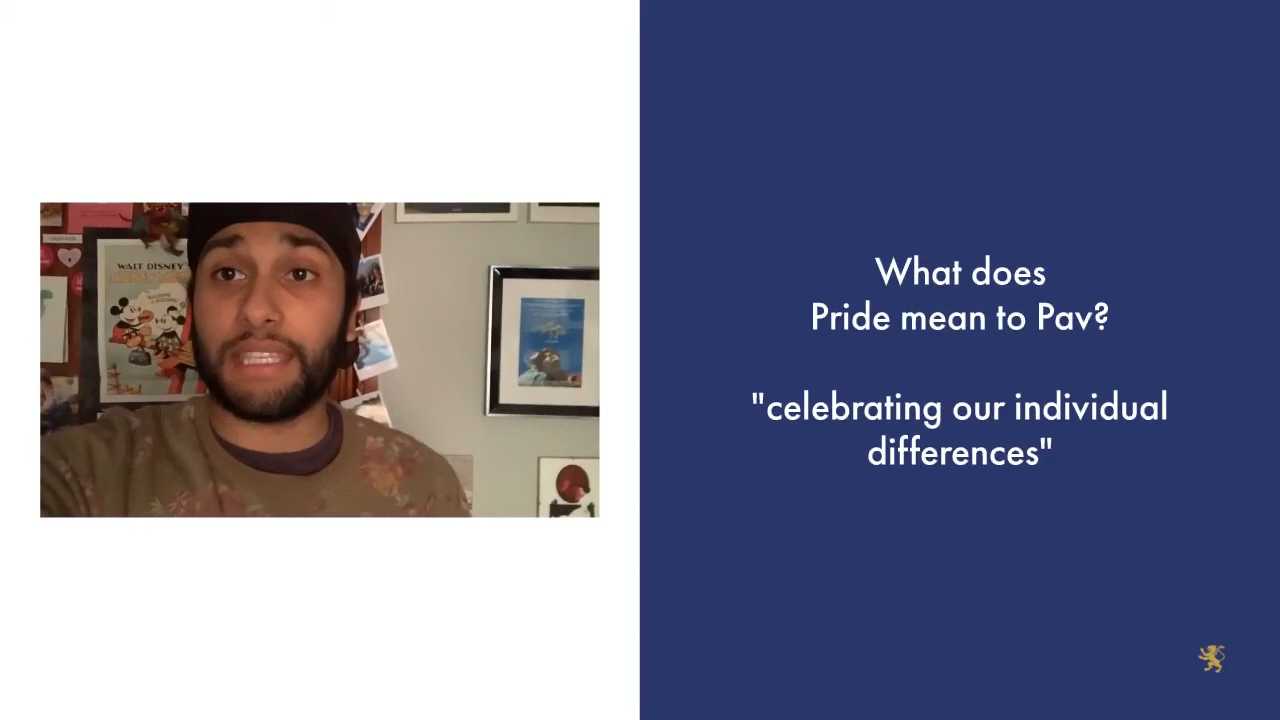 WALT DISNEY'S
What does
Pride mean to Pav?
"celebrating our individual
differences"